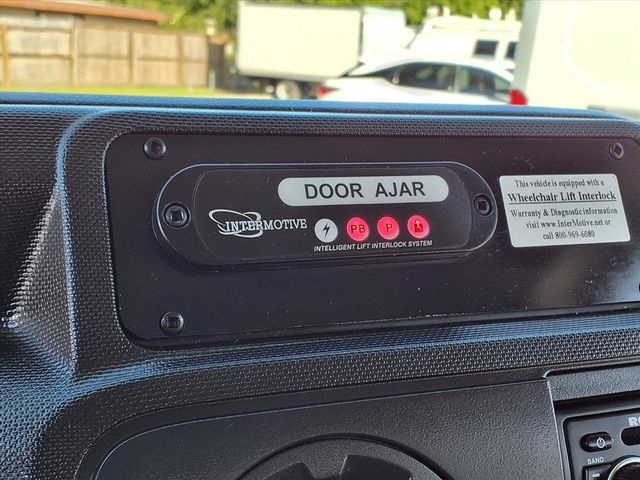 DOOR AJAR
INTERMOTIVE
PB P
INTELLIGENT LIFT INTERLOCK SYSTEM
This vehicle is equipped with a
Wheelchair Lift Interlock
Warranty & Diagnostic information
visit www.InterMotive.net or
call 800-969-6080
BAND